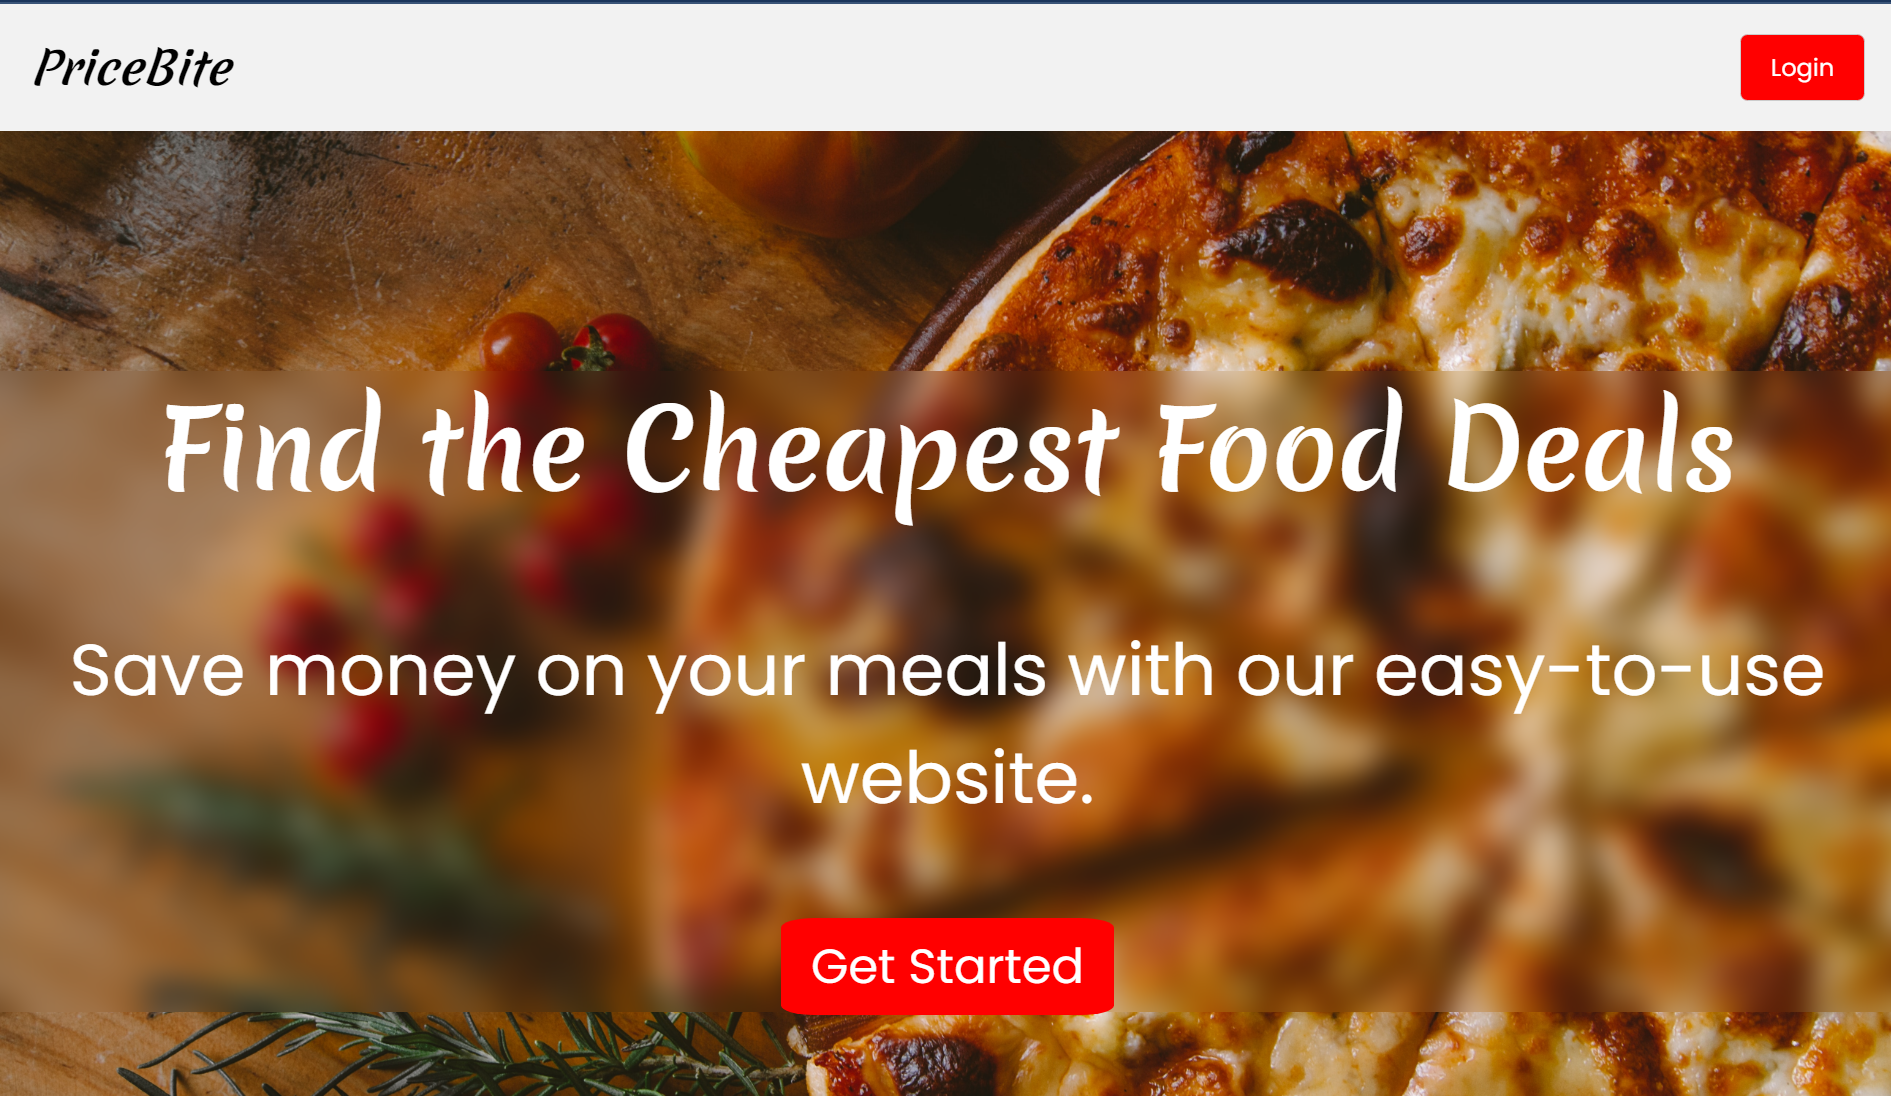 PriceBite
Login
Find the Cheapest Food Deals
Save money on your meals with our easy-to-use
website.
Get Started